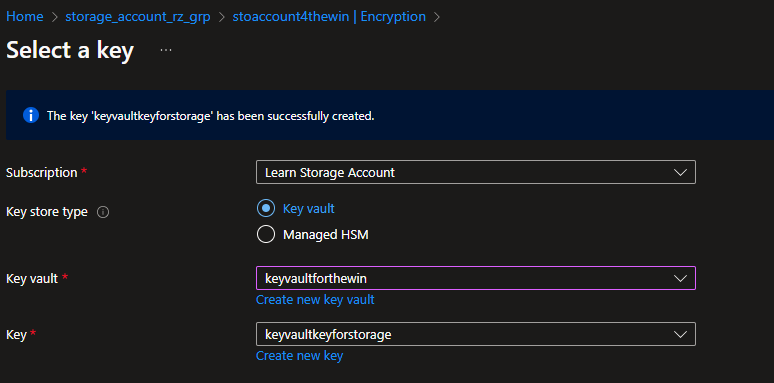 Home > storage_account_rz_grp > stoaccount4thewin | Encryption >
Select a key ...
The key 'keyvaultkeyforstorage' has been successfully created.
Subscription * Learn Storage Account
Key store type Key vault
Managed HSM
Key vault * keyvaultforthewin
Create new key vault
Key * keyvaultkeyforstorage
Create new key